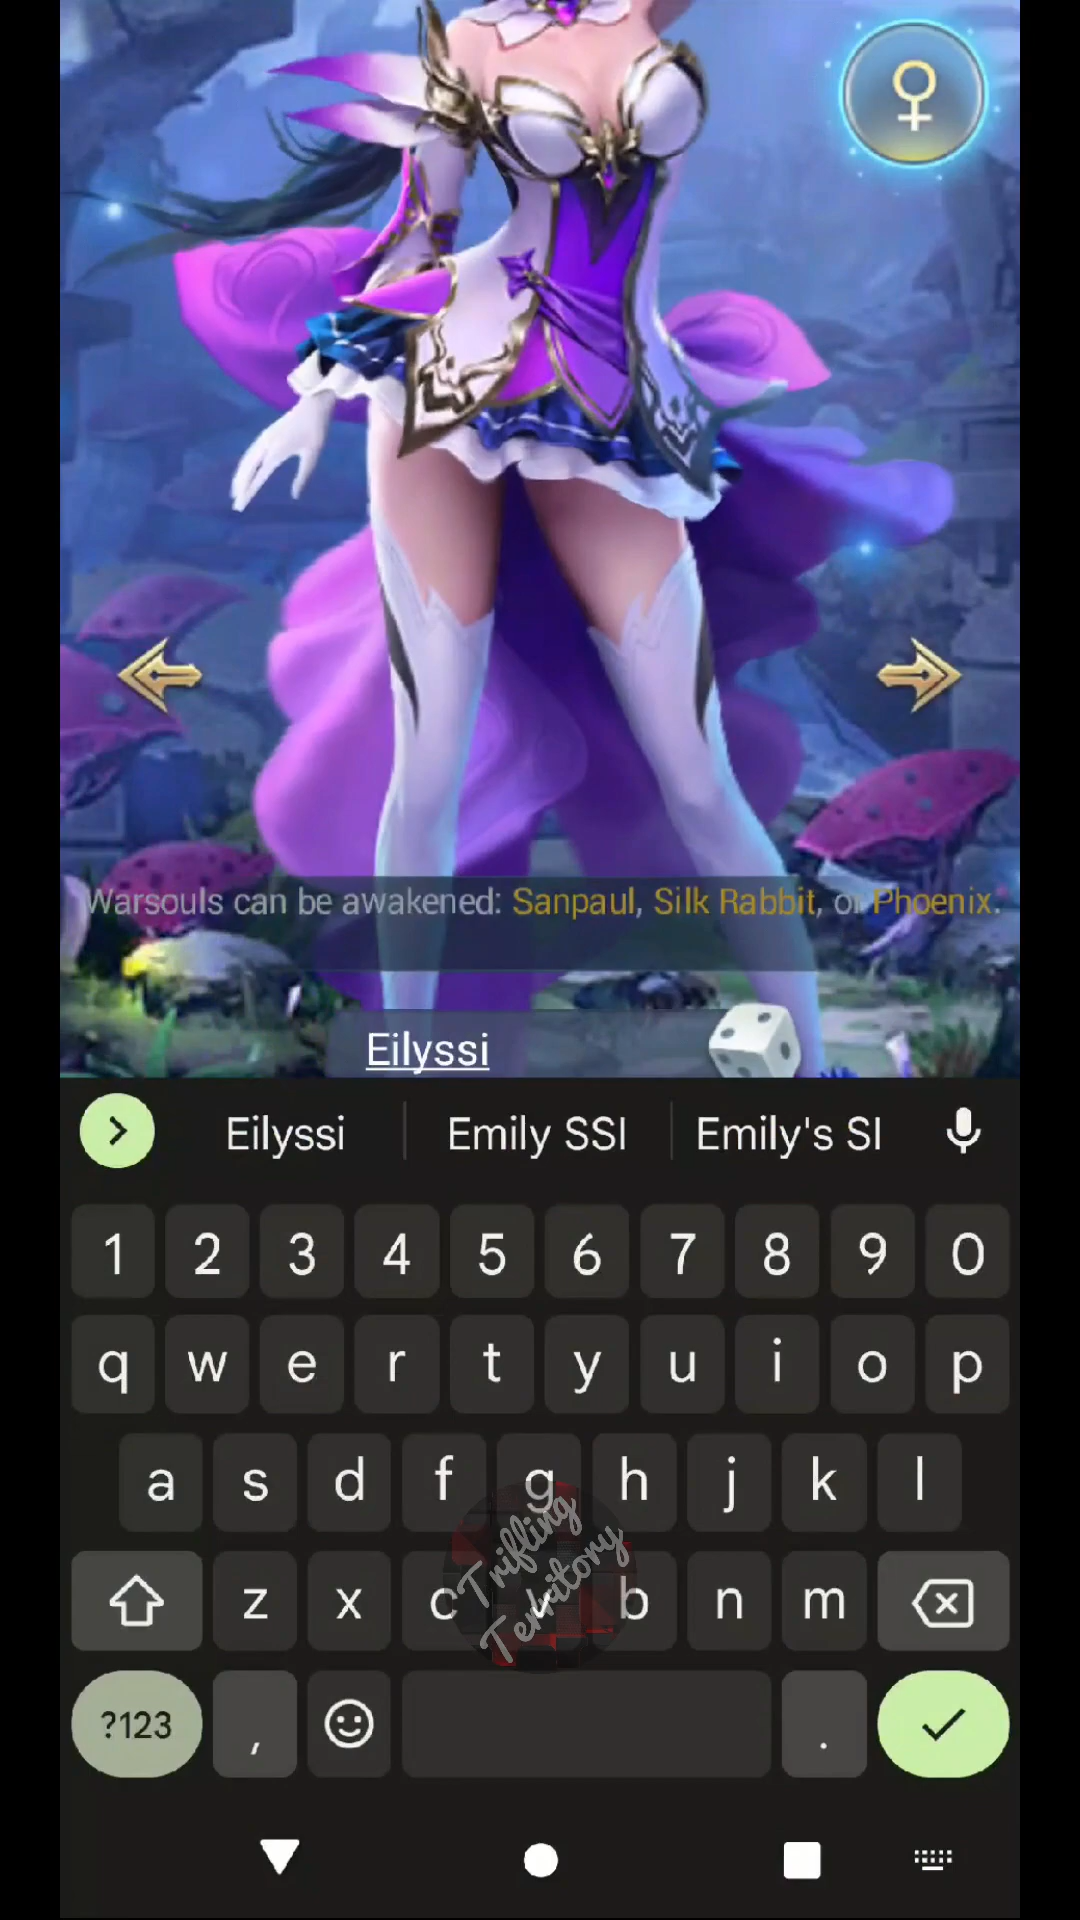 Warsouls can be awakened: Sanpaul, Silk Rabbit, or Phoenix.
Eilyssi
Eilyssi Emily SSI Emily's SI
1 2 3 4 5 6 7 8 9 0
q w e r t y u i o p
a s d f g h j k l
z x c v b n m
Trifling
Territory
?123 , .